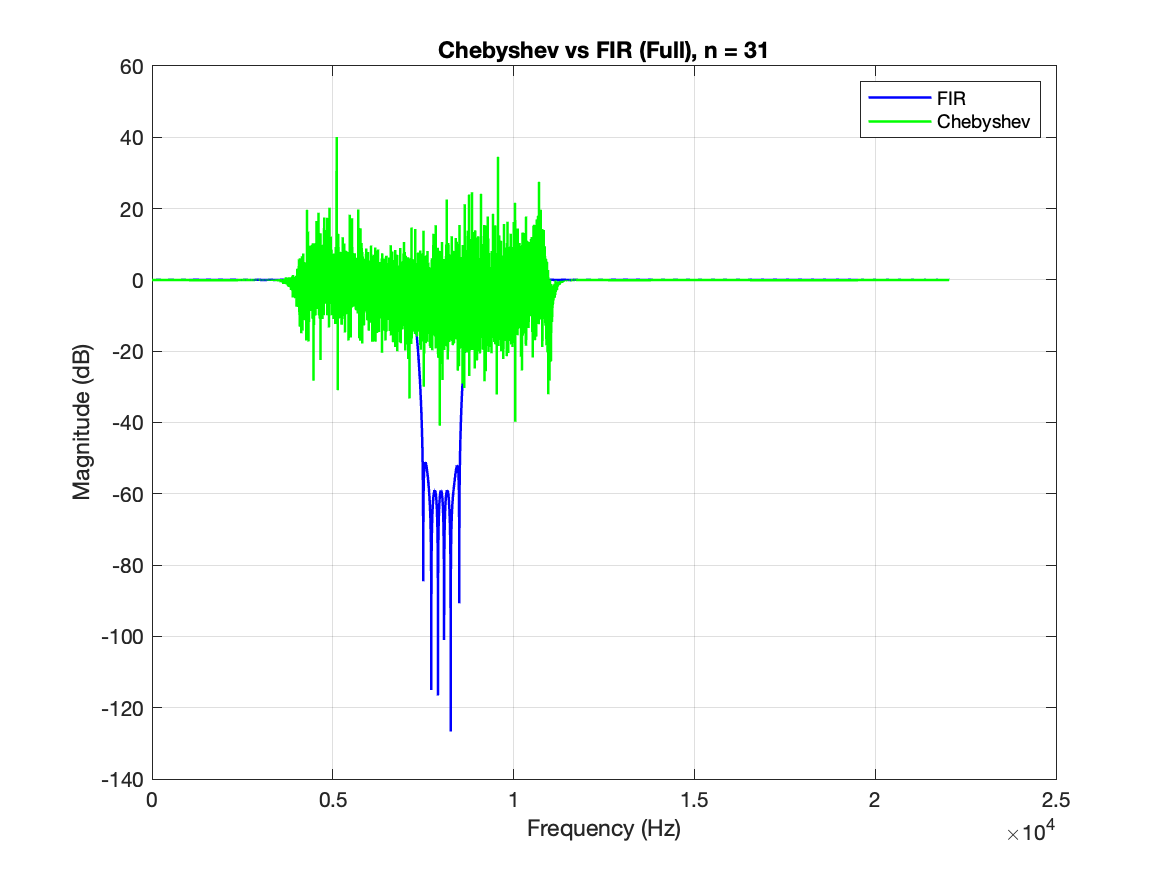 Chebyshev vs FIR (Full), n = 31
FIR
Chebyshev
60
40
20
0
-20
-40
-60
-80
-100
-120
-140
Magnitude (dB)
0 0.5 1 1.5 2 2.5
Frequency (Hz)
×10^4